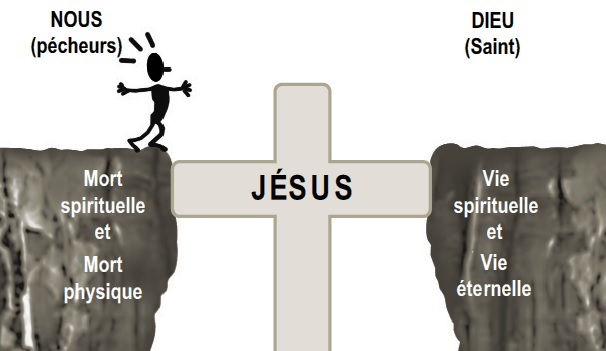 NOUS
(pécheurs)
DIEU
(Saint)
JÉSUS
Mort
spirituelle
et
Mort
physique
Vie
spirituelle
et
Vie
éternelle